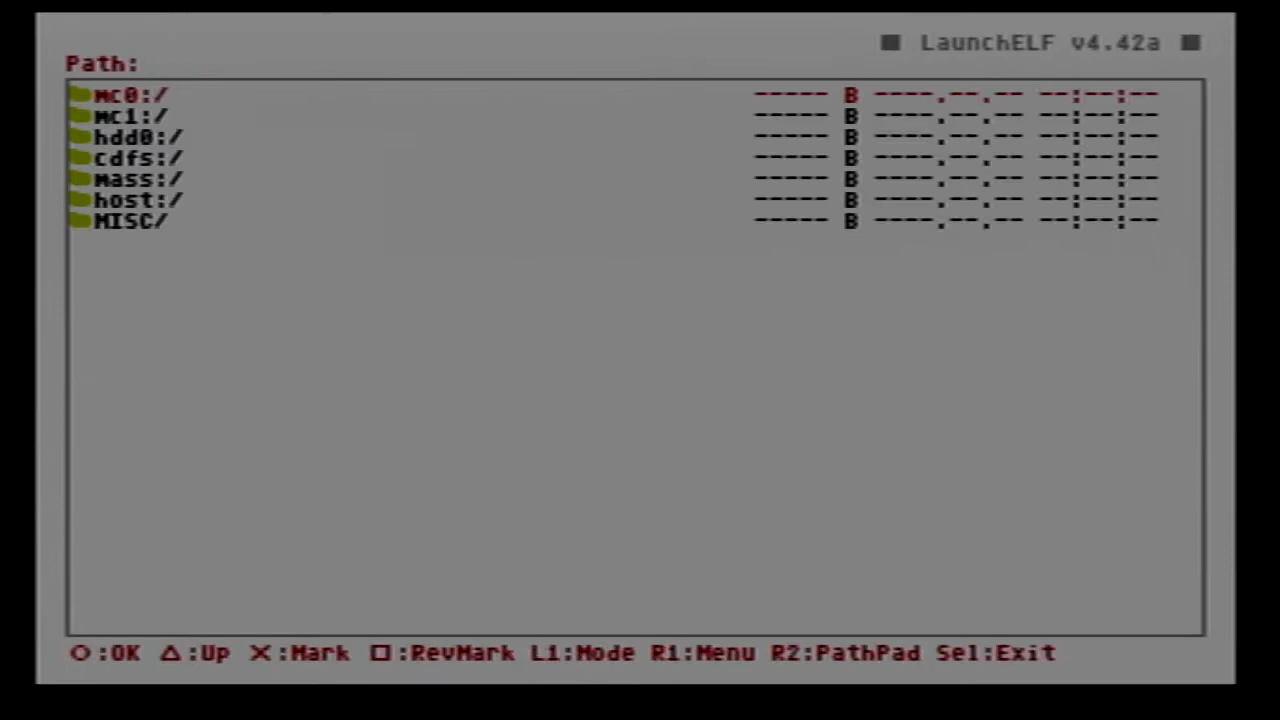 ■ LaunchELF v4.42a ■
Path:
mc0:/ ----- B ----.--.-- --:--:--
mc1:/ ----- B ----.--.-- --:--:--
hdd0:/ ----- B ----.--.-- --:--:--
cdfs:/ ----- B ----.--.-- --:--:--
mass:/ ----- B ----.--.-- --:--:--
host:/ ----- B ----.--.-- --:--:--
MISC/ ----- B ----.--.-- --:--:--
○:OK △:Up ×:Mark □:RevMark L1:Mode R1:Menu R2:PathPad Sel:Exit